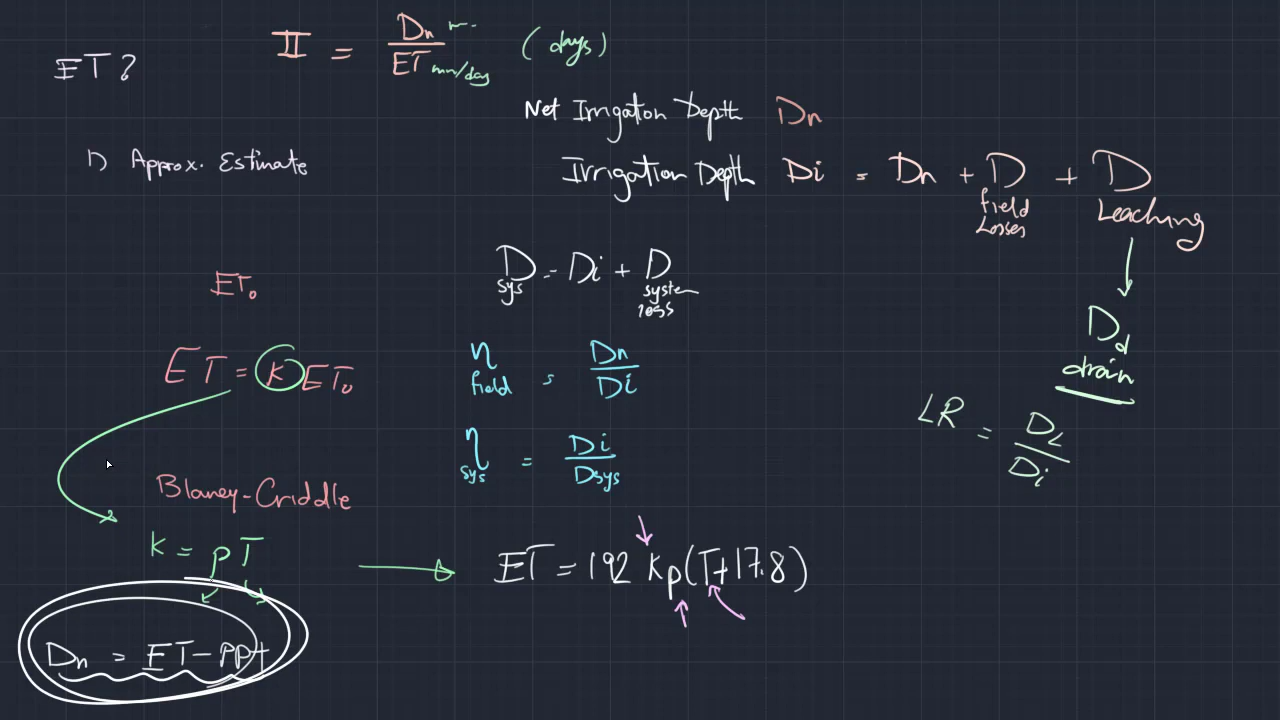 II = Dn mm / ET mm/day (days)
ET?
Net Irrigation Depth Dn
1) Approx. Estimate
Irrigation Depth Di = Dn + D field Losses + D Leaching
ET₀
D sys = Di + D system loss
Dd drain
ET = K ET₀
η field = Dn / Di
LR = DL / Di
η sys = Di / Dsys
Blaney-Criddle
K = pT
ET = 192 Kp(T+17.8)
Dn = ET - PPt